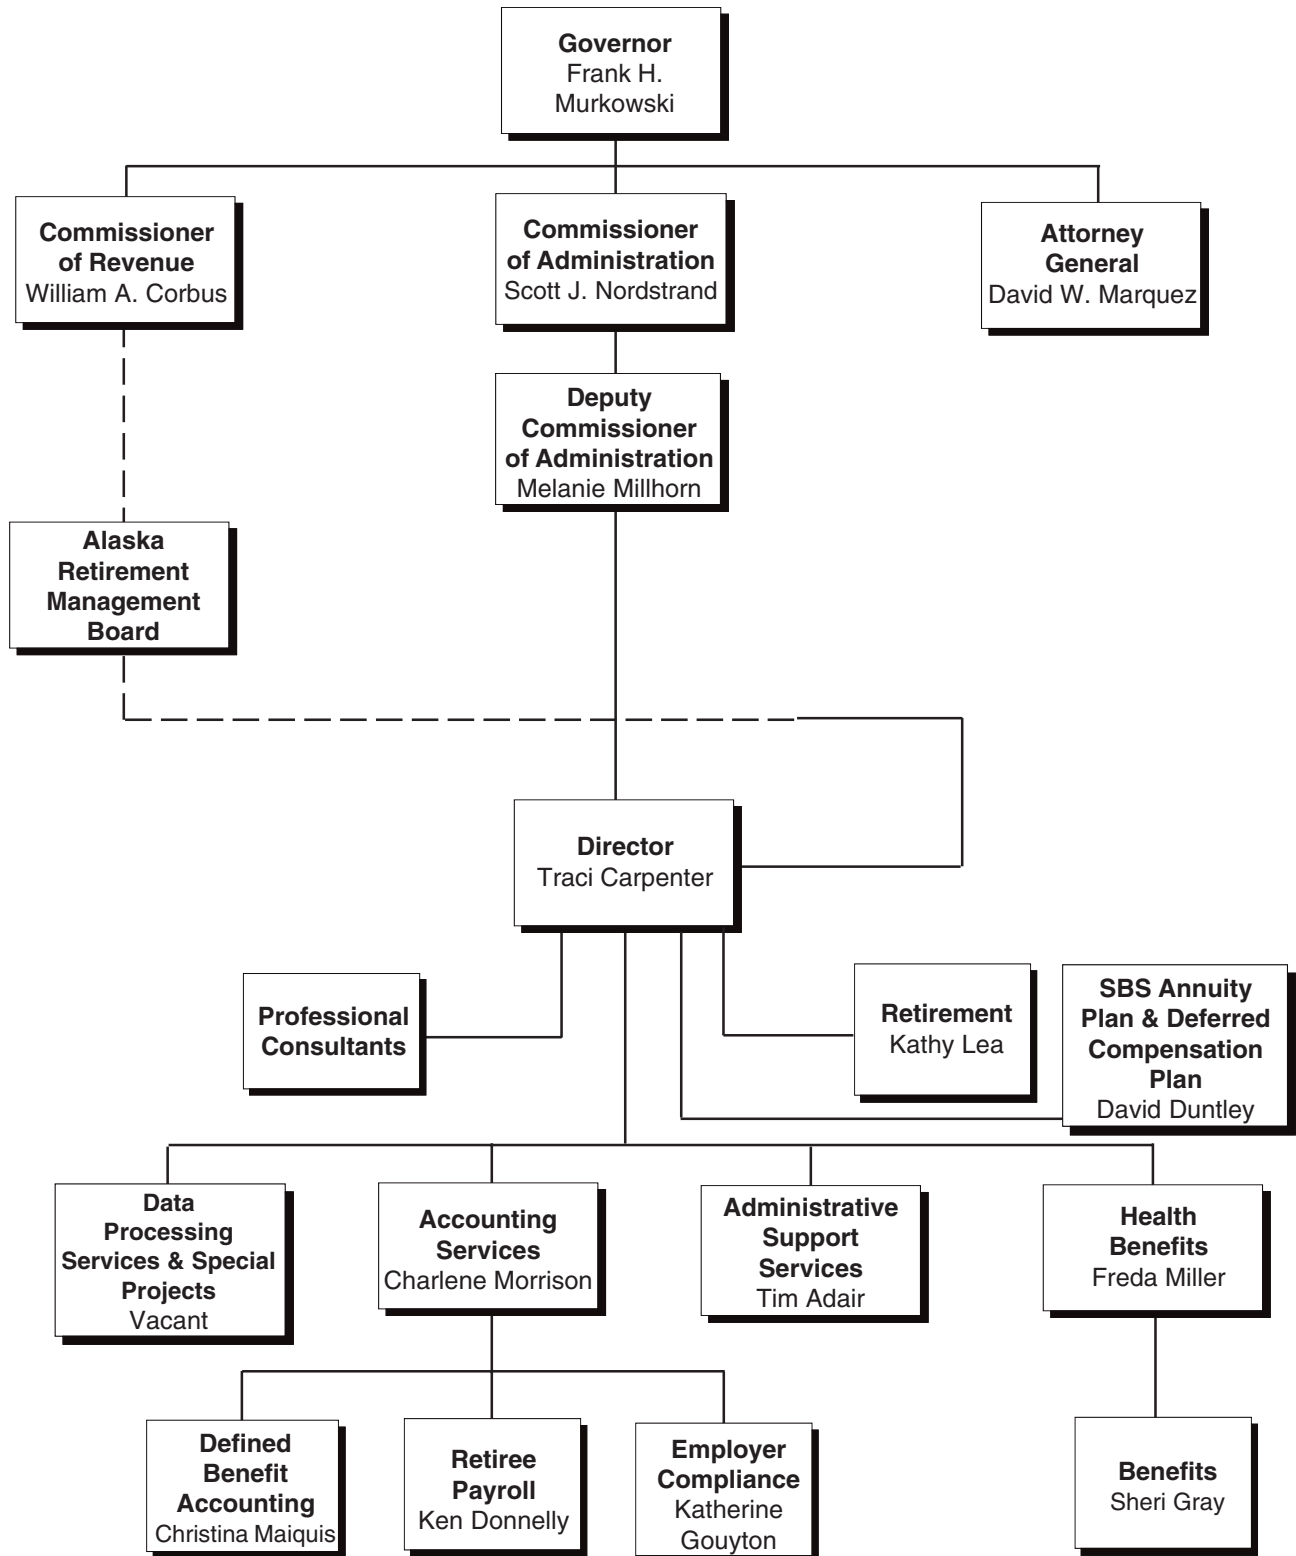 Governor
Frank H.
Murkowski
Commissioner
of Revenue
William A. Corbus
Commissioner
of Administration
Scott J. Nordstrand
Attorney
General
David W. Marquez
Deputy
Commissioner
of Administration
Melanie Millhorn
Alaska
Retirement
Management
Board
Director
Traci Carpenter
Professional
Consultants
Retirement
Kathy Lea
SBS Annuity
Plan & Deferred
Compensation
Plan
David Duntley
Data
Processing
Services & Special
Projects
Vacant
Accounting
Services
Charlene Morrison
Administrative
Support
Services
Tim Adair
Health
Benefits
Freda Miller
Defined
Benefit
Accounting
Christina Maiquis
Retiree
Payroll
Ken Donnelly
Employer
Compliance
Katherine
Gouyton
Benefits
Sheri Gray